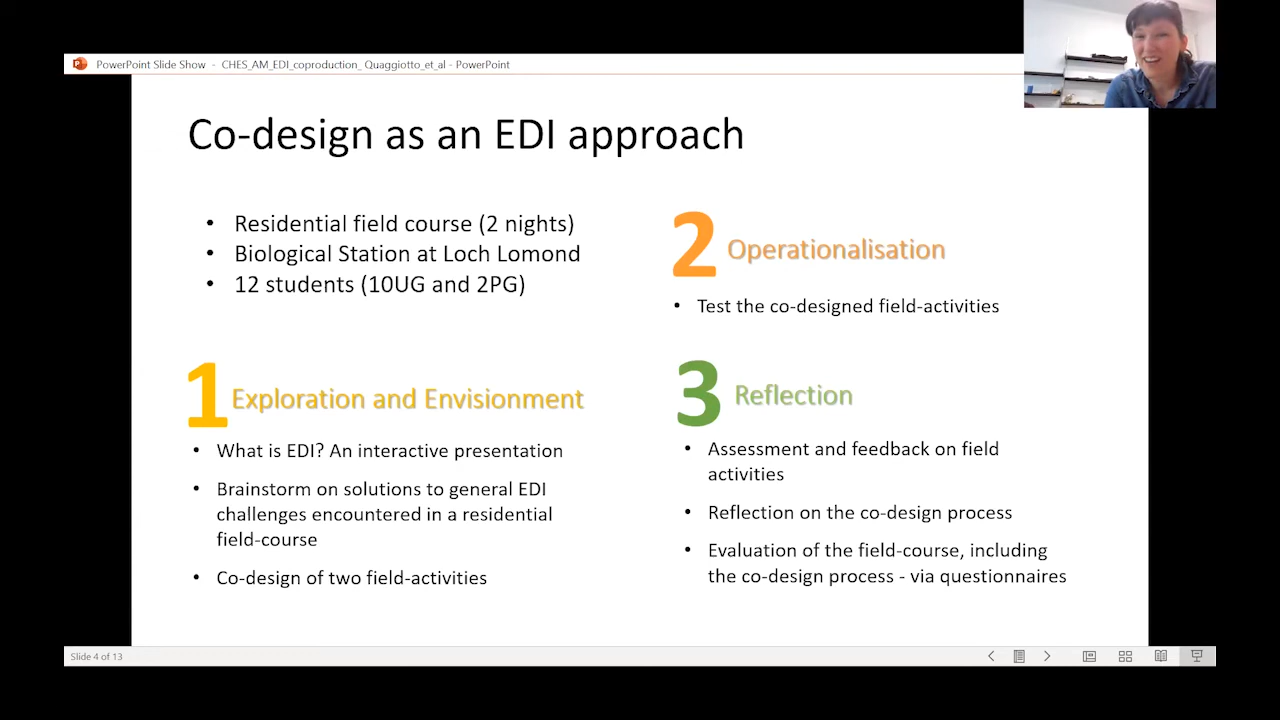 PowerPoint Slide Show - CHES_AM_EDI_coproduction_ Quaggiotto_et_al - PowerPoint
Co-design as an EDI approach
• Residential field course (2 nights)
• Biological Station at Loch Lomond
• 12 students (10UG and 2PG)
1 Exploration and Envisionment
• What is EDI? An interactive presentation
• Brainstorm on solutions to general EDI
challenges encountered in a residential
field-course
• Co-design of two field-activities
2 Operationalisation
• Test the co-designed field-activities
3 Reflection
• Assessment and feedback on field
activities
• Reflection on the co-design process
• Evaluation of the field-course, including
the co-design process - via questionnaires
Slide 4 of 13